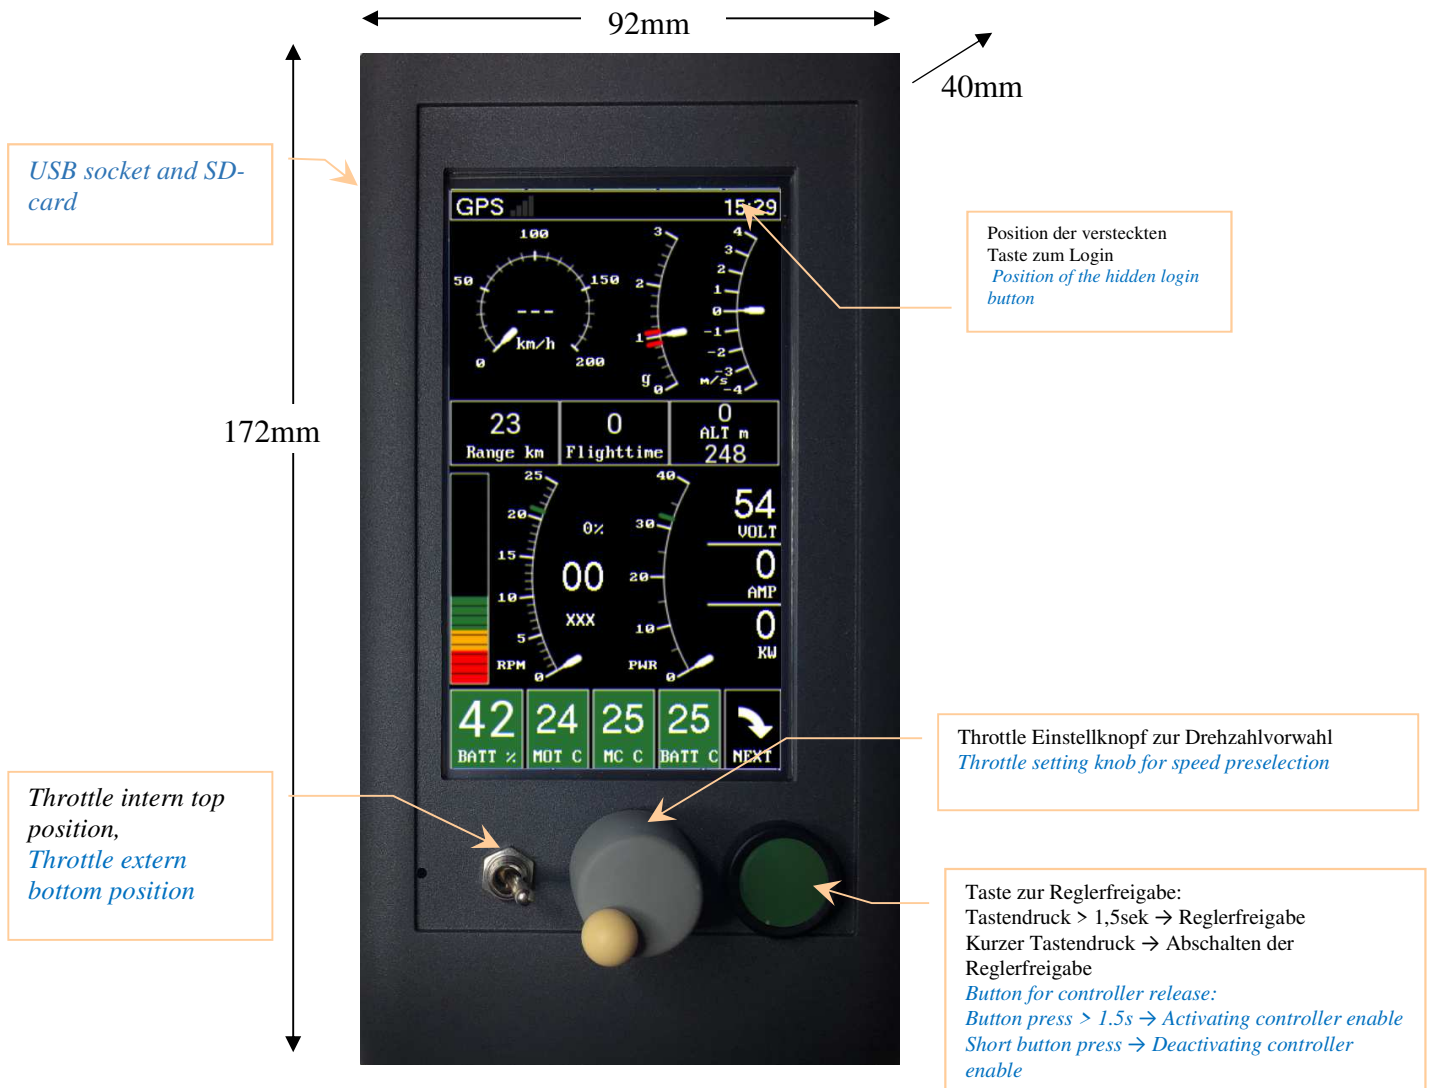 92mm
40mm
172mm
USB socket and SD-
card
Position der versteckten
Taste zum Login
Position of the hidden login
button
GPS
15:29
100
50
150
---
km/h
0
200
3
2
1
g
0
4
3
2
1
0
-1
-2
-3
m/s
-4
23
Range km
0
Flighttime
0
ALT m
248
25
20
15
10
5
RPM
0
0%
00
XXX
40
30
20
10
PWR
0
54
VOLT
0
AMP
0
KW
42
BATT %
24
MOT C
25
MC C
25
BATT C
NEXT
Throttle intern top
position,
Throttle extern
bottom position
Throttle Einstellknopf zur Drehzahlvorwahl
Throttle setting knob for speed preselection
Taste zur Reglerfreigabe:
Tastendruck > 1,5sek → Reglerfreigabe
Kurzer Tastendruck → Abschalten der
Reglerfreigabe
Button for controller release:
Button press > 1.5s → Activating controller enable
Short button press → Deactivating controller
enable